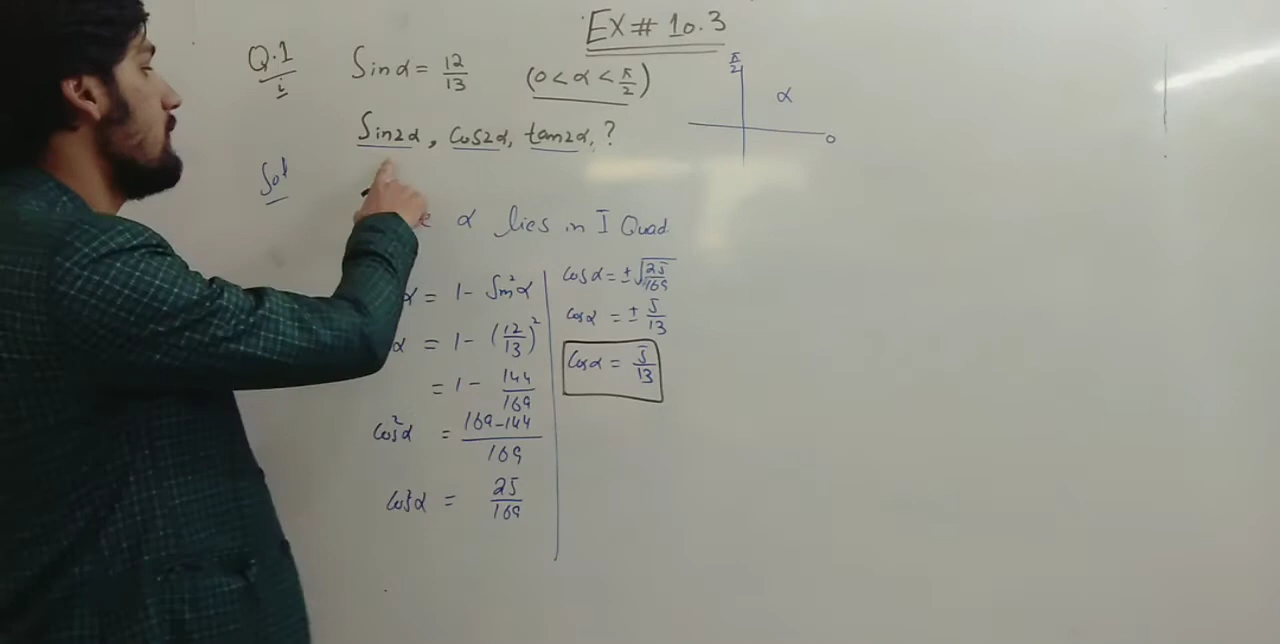 EX# 10.3
Q.1 Sinα = 12/13 (0 < α < π/2)
Sin2α, Cos2α, tan2α, ?
Sol
α lies in I Quad.
α = 1 - Sin²α
α = 1 - (12/13)²
= 1 - 144/169
Cos²α = 169-144/169
Cos²α = 25/169
Cosα = ±√25/169
Cosα = ± 5/13
Cosα = 5/13
π/2
α
0